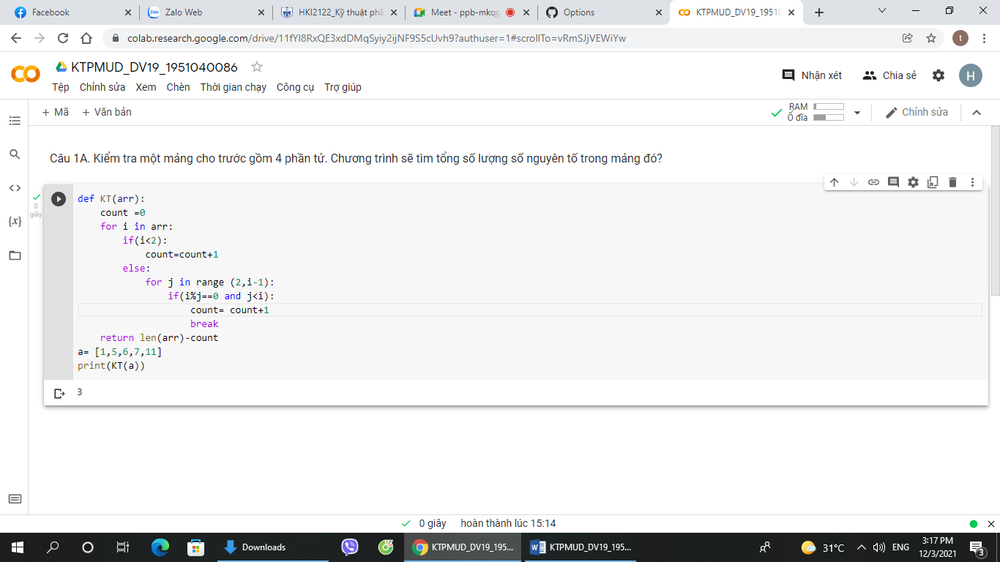 Facebook
Zalo Web
HKI2122_Kỹ thuật phầ
Meet - ppb-mkqg
Options
KTPMUD_DV19_1951
colab.research.google.com/drive/11fYI8RxQE3xdDMqSyiy2ijNF9S5cUvh9?authuser=1#scrollTo=vRmSJjVEWiYw
t
KTPMUD_DV19_1951040086
Nhận xét
Chia sẻ
H
Tệp Chỉnh sửa Xem Chèn Thời gian chạy Công cụ Trợ giúp
+ Mã + Văn bản
RAM
Ổ đĩa
Chỉnh sửa
Câu 1A. Kiểm tra một mảng cho trước gồm 4 phần tử. Chương trình sẽ tìm tổng số lượng số nguyên tố trong mảng đó?
0
giây
{x}
def KT(arr):
    count =0
    for i in arr:
        if(i<2):
            count=count+1
        else:
            for j in range (2,i-1):
                if(i%j==0 and j<i):
                    count= count+1
                    break
    return len(arr)-count
a= [1,5,6,7,11]
print(KT(a))
3
0 giây hoàn thành lúc 15:14
Downloads
KTPMUD_DV19_195...
KTPMUD_DV19_195...
31°C
ENG
3:17 PM
12/3/2021
3